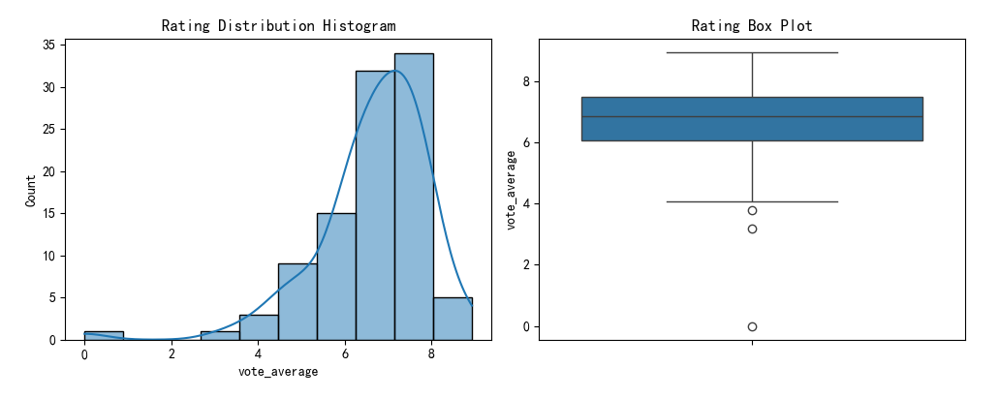 Rating Distribution Histogram
Count
35
30
25
20
15
10
5
0
0 2 4 6 8
vote_average
Rating Box Plot
vote_average
8
6
4
2
0